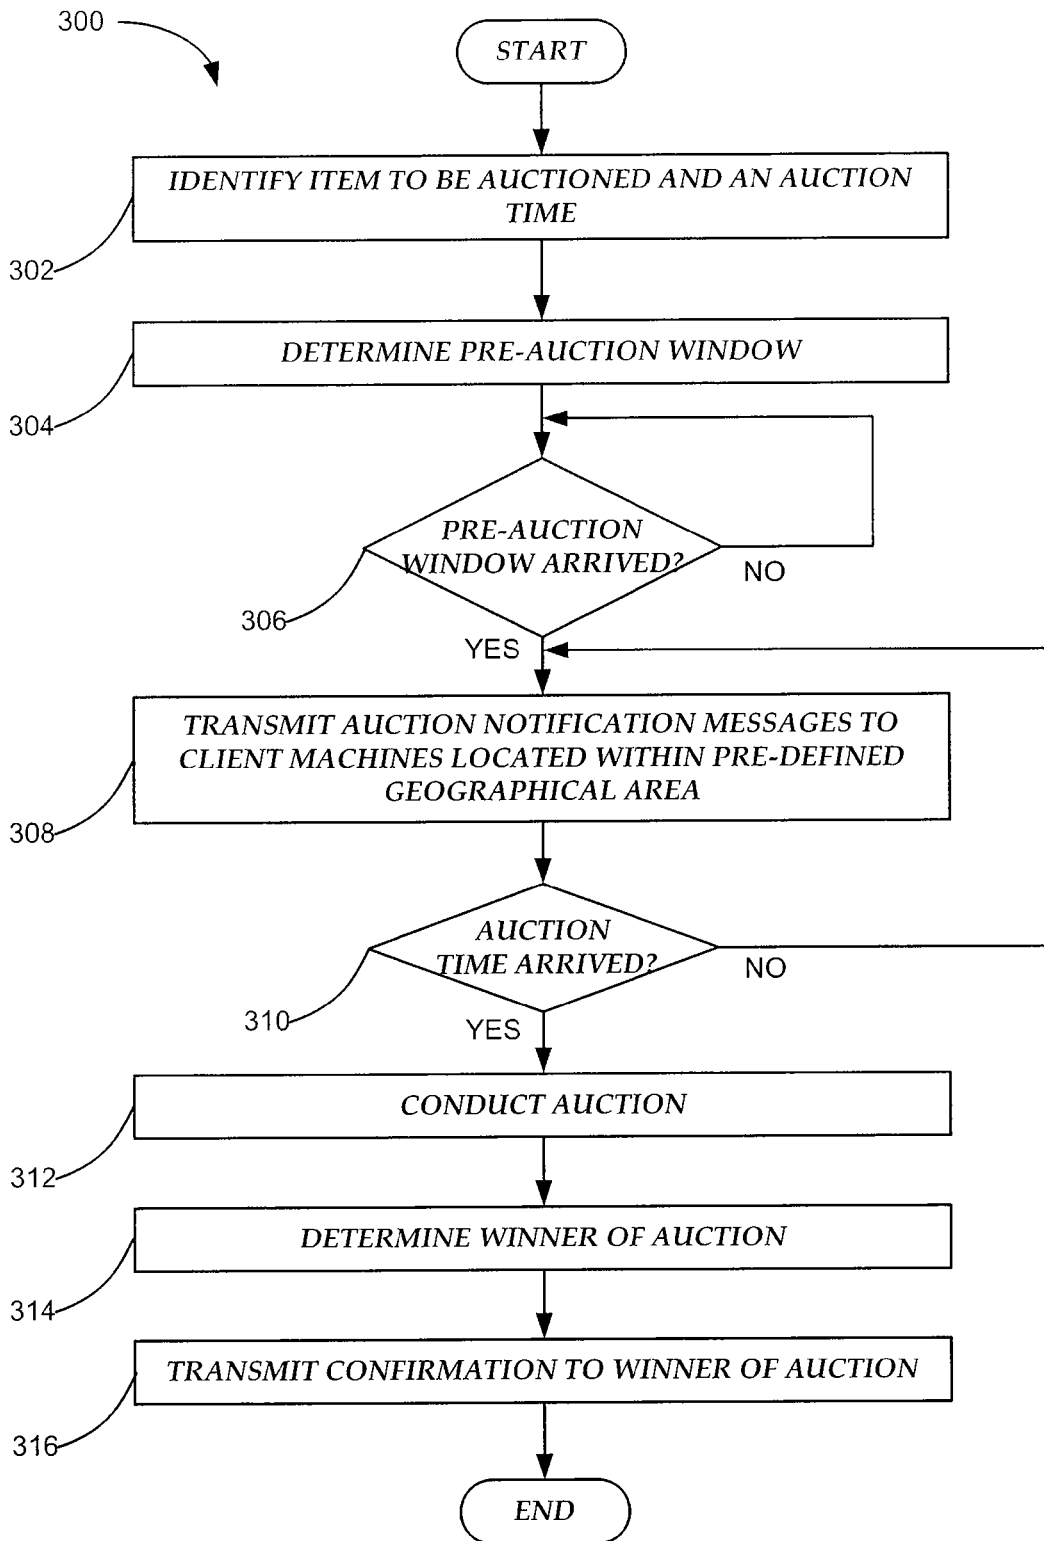 300
START
IDENTIFY ITEM TO BE AUCTIONED AND AN AUCTION
TIME
302
DETERMINE PRE-AUCTION WINDOW
304
PRE-AUCTION
WINDOW ARRIVED?
NO
306
YES
TRANSMIT AUCTION NOTIFICATION MESSAGES TO
CLIENT MACHINES LOCATED WITHIN PRE-DEFINED
GEOGRAPHICAL AREA
308
AUCTION
TIME ARRIVED?
NO
310
YES
CONDUCT AUCTION
312
DETERMINE WINNER OF AUCTION
314
TRANSMIT CONFIRMATION TO WINNER OF AUCTION
316
END